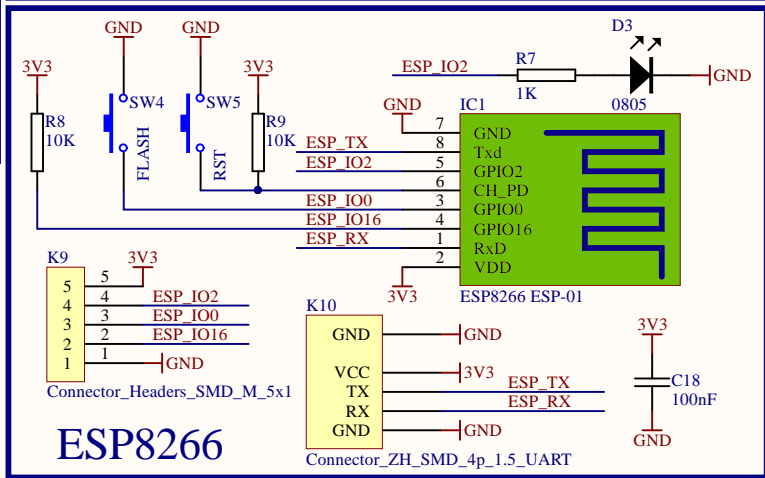 GND
GND
D3
3V3
3V3
ESP_IO2
R7
GND
1K
0805
SW4
SW5
R8
10K
R9
10K
FLASH
RST
GND
IC1
7
GND
ESP_TX
8
Txd
ESP_IO2
5
GPIO2
6
CH_PD
ESP_IO0
3
GPIO0
ESP_IO16
4
GPIO16
ESP_RX
1
RxD
2
VDD
3V3
ESP8266 ESP-01
K9
3V3
5
5
4
4
ESP_IO2
3
3
ESP_IO0
2
2
ESP_IO16
1
1
GND
Connector_Headers_SMD_M_5x1
K10
GND
GND
VCC
3V3
TX
ESP_TX
RX
ESP_RX
GND
GND
Connector_ZH_SMD_4p_1.5_UART
3V3
C18
100nF
GND
ESP8266